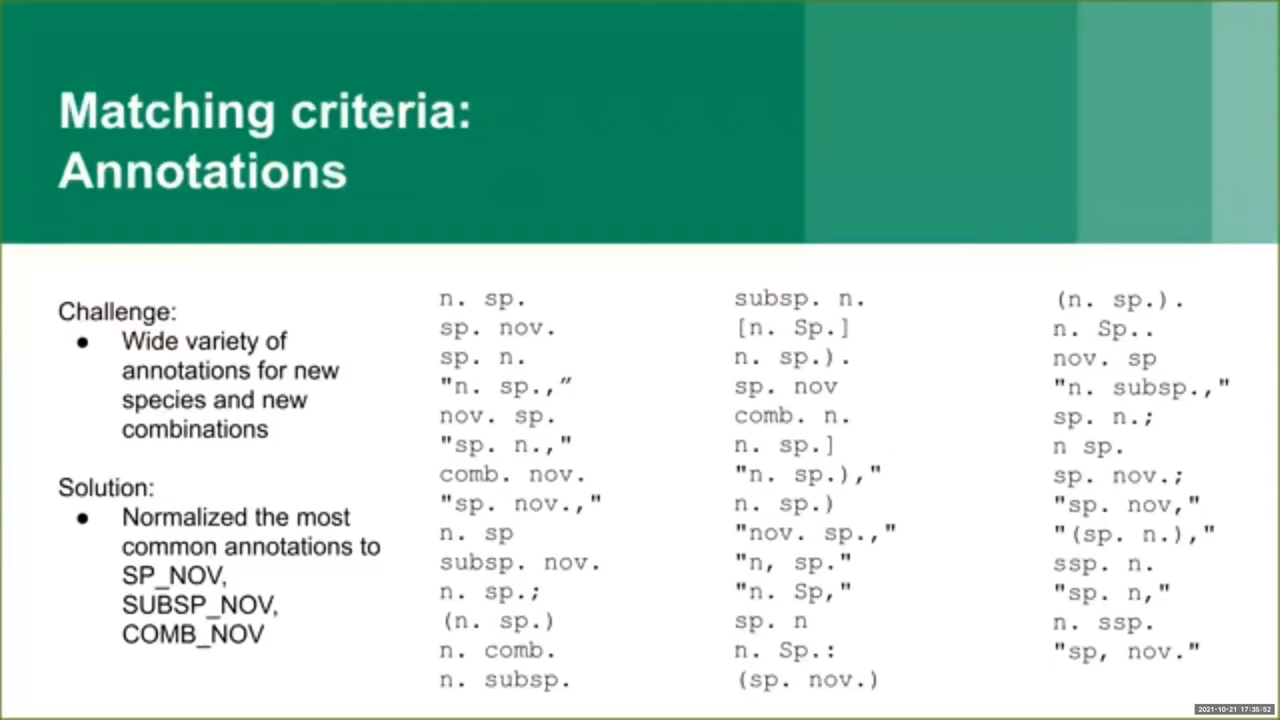 Matching criteria:
Annotations
Challenge:
● Wide variety of
annotations for new
species and new
combinations
Solution:
● Normalized the most
common annotations to
SP_NOV,
SUBSP_NOV,
COMB_NOV
n. sp.
sp. nov.
sp. n.
"n. sp.,”
nov. sp.
"sp. n.,"
comb. nov.
"sp. nov.,"
n. sp
subsp. nov.
n. sp.;
(n. sp.)
n. comb.
n. subsp.
subsp. n.
[n. Sp.]
n. sp.).
sp. nov
comb. n.
n. sp.]
"n. sp.),"
n. sp.)
"nov. sp.,"
"n, sp."
"n. Sp,"
sp. n
n. Sp.:
(sp. nov.)
(n. sp.).
n. Sp..
nov. sp
"n. subsp.,"
sp. n.;
n sp.
sp. nov.;
"sp. nov,"
"(sp. n.),"
ssp. n.
"sp. n,"
n. ssp.
"sp, nov."
2021-10-21 17:35:52